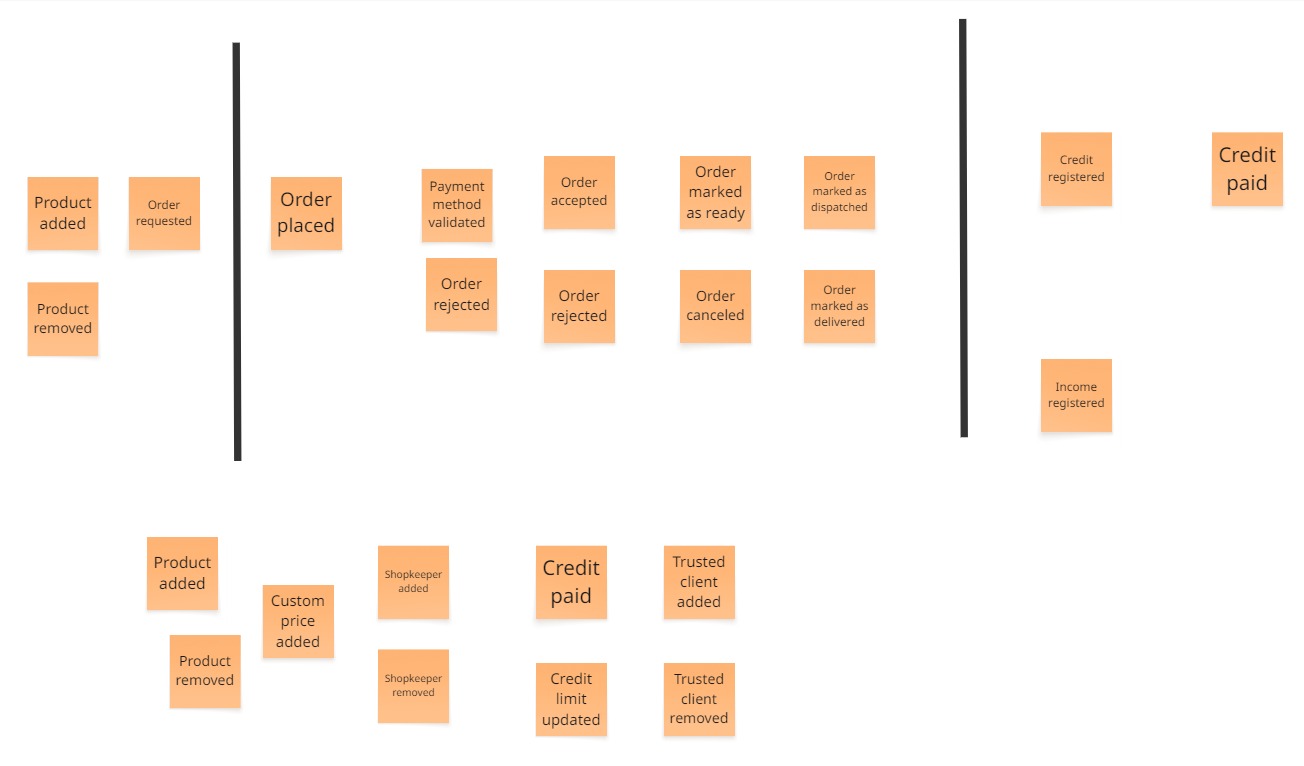 Product
added
Order
requested
Product
removed
Order
placed
Payment
method
validated
Order
rejected
Order
accepted
Order
rejected
Order
marked
as ready
Order
canceled
Order
marked as
dispatched
Order
marked as
delivered
Credit
registered
Credit
paid
Income
registered
Product
added
Product
removed
Custom
price
added
Shopkeeper
added
Shopkeeper
removed
Credit
paid
Credit
limit
updated
Trusted
client
added
Trusted
client
removed